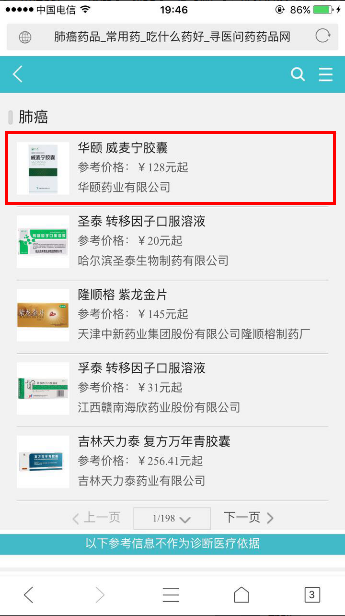 中国电信 19:46 86%
肺癌药品_常用药_吃什么药好_寻医问药药品网
肺癌
华颐 威麦宁胶囊
参考价格：￥128元起
华颐药业有限公司
圣泰 转移因子口服溶液
参考价格：￥20元起
哈尔滨圣泰生物制药有限公司
隆顺榕 紫龙金片
参考价格：￥145元起
天津中新药业集团股份有限公司隆顺榕制药厂
孚泰 转移因子口服溶液
参考价格：￥31元起
江西赣南海欣药业股份有限公司
吉林天力泰 复方万年青胶囊
参考价格：￥256.41元起
吉林天力泰药业有限公司
上一页 1/198 下一页
以下参考信息不作为诊断医疗依据
3